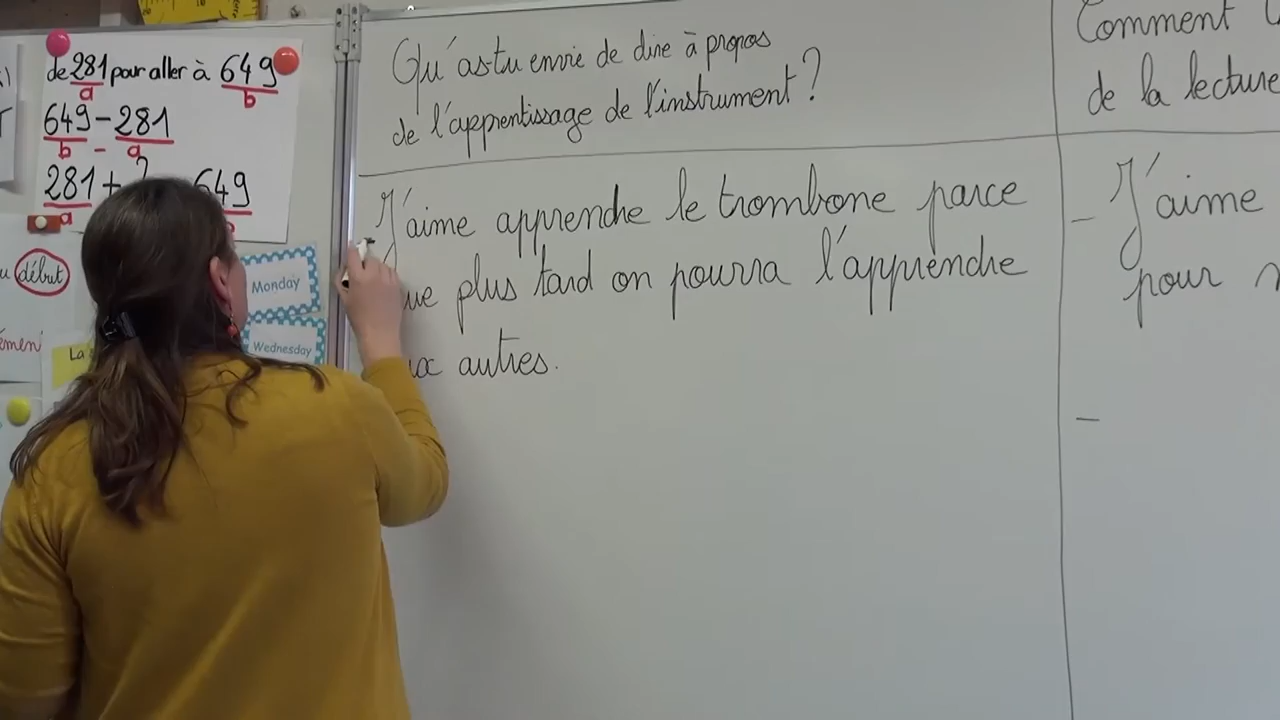 de 281 pour aller à 649
a
b
649 - 281
b - a
281 + ? 649
a
début
La
Monday
Wednesday
Qu'as-tu envie de dire à propos
de l'apprentissage de l'instrument ?
J'aime apprendre le trombone parce
plus tard on pourra l'apprendre
autres.
Comment
de la lecture
- J'aime
pour
-